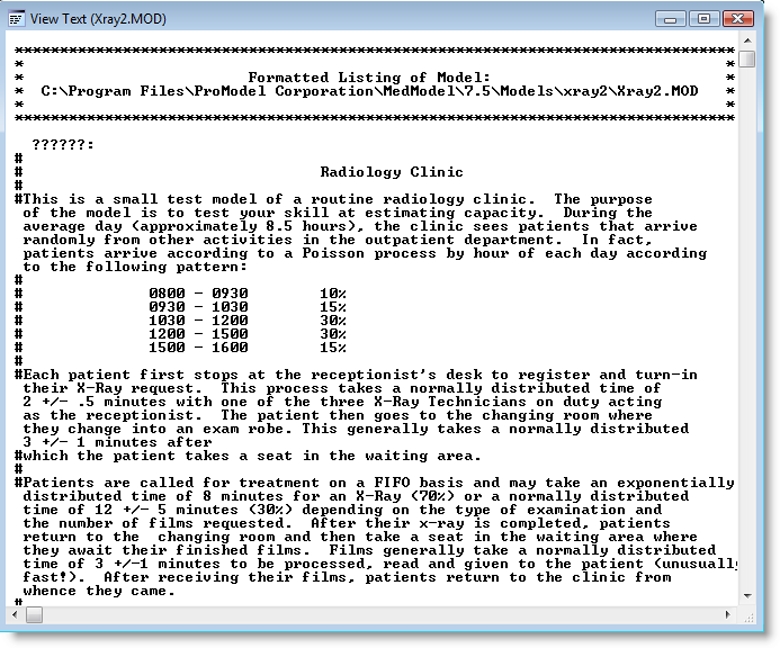 View Text (Xray2.MOD)
*********************************************************************************
* *
* Formatted Listing of Model: *
* C:\Program Files\ProModel Corporation\MedModel\7.5\Models\xray2\Xray2.MOD *
* *
*********************************************************************************
??????:
#
# Radiology Clinic
#
#This is a small test model of a routine radiology clinic.  The purpose
of the model is to test your skill at estimating capacity.  During the
average day (approximately 8.5 hours), the clinic sees patients that arrive
randomly from other activities in the outpatient department.  In fact,
patients arrive according to a Poisson process by hour of each day according
to the following pattern:
#
# 0800 - 0930 10%
# 0930 - 1030 15%
# 1030 - 1200 30%
# 1200 - 1500 30%
# 1500 - 1600 15%
#
#Each patient first stops at the receptionist's desk to register and turn-in
their X-Ray request.  This process takes a normally distributed time of
2 +/- .5 minutes with one of the three X-Ray Technicians on duty acting
as the receptionist.  The patient then goes to the changing room where
they change into an exam robe. This generally takes a normally distributed
3 +/- 1 minutes after
#which the patient takes a seat in the waiting area.
#
#Patients are called for treatment on a FIFO basis and may take an exponentially
distributed time of 8 minutes for an X-Ray (70%) or a normally distributed
time of 12 +/- 5 minutes (30%) depending on the type of examination and
the number of films requested.  After their x-ray is completed, patients
return to the  changing room and then take a seat in the waiting area where
they await their finished films.  Films generally take a normally distributed
time of 3 +/-1 minutes to be processed, read and given to the patient (unusually
fast!).  After receiving their films, patients return to the clinic from
whence they came.
#